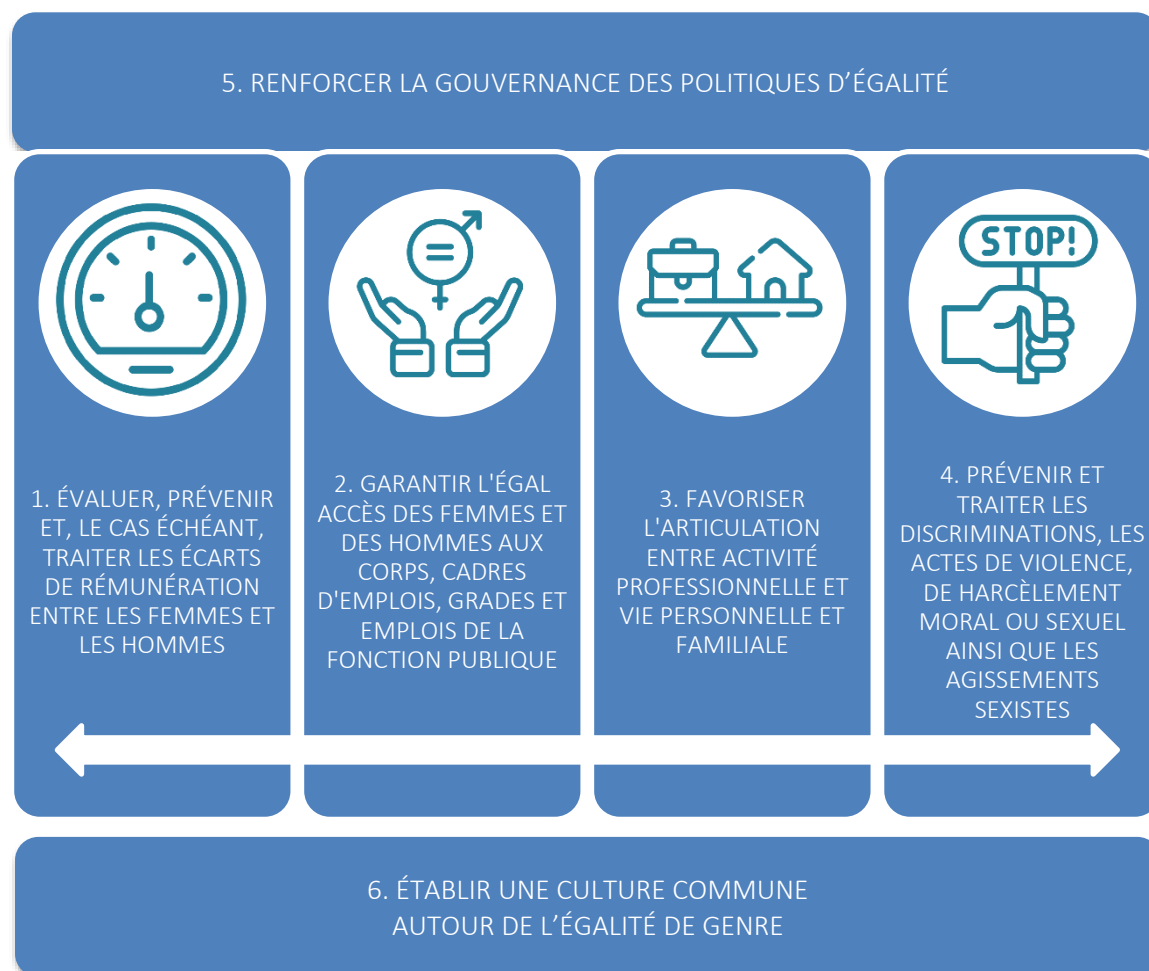 5. RENFORCER LA GOUVERNANCE DES POLITIQUES D’ÉGALITÉ
1. ÉVALUER, PRÉVENIR
ET, LE CAS ÉCHÉANT,
TRAITER LES ÉCARTS
DE RÉMUNÉRATION
ENTRE LES FEMMES ET
LES HOMMES
2. GARANTIR L'ÉGAL
ACCÈS DES FEMMES ET
DES HOMMES AUX
CORPS, CADRES
D'EMPLOIS, GRADES ET
EMPLOIS DE LA
FONCTION PUBLIQUE
3. FAVORISER
L'ARTICULATION
ENTRE ACTIVITÉ
PROFESSIONNELLE ET
VIE PERSONNELLE ET
FAMILIALE
STOP!
4. PRÉVENIR ET
TRAITER LES
DISCRIMINATIONS, LES
ACTES DE VIOLENCE,
DE HARCÈLEMENT
MORAL OU SEXUEL
AINSI QUE LES
AGISSEMENTS
SEXISTES
6. ÉTABLIR UNE CULTURE COMMUNE
AUTOUR DE L’ÉGALITÉ DE GENRE